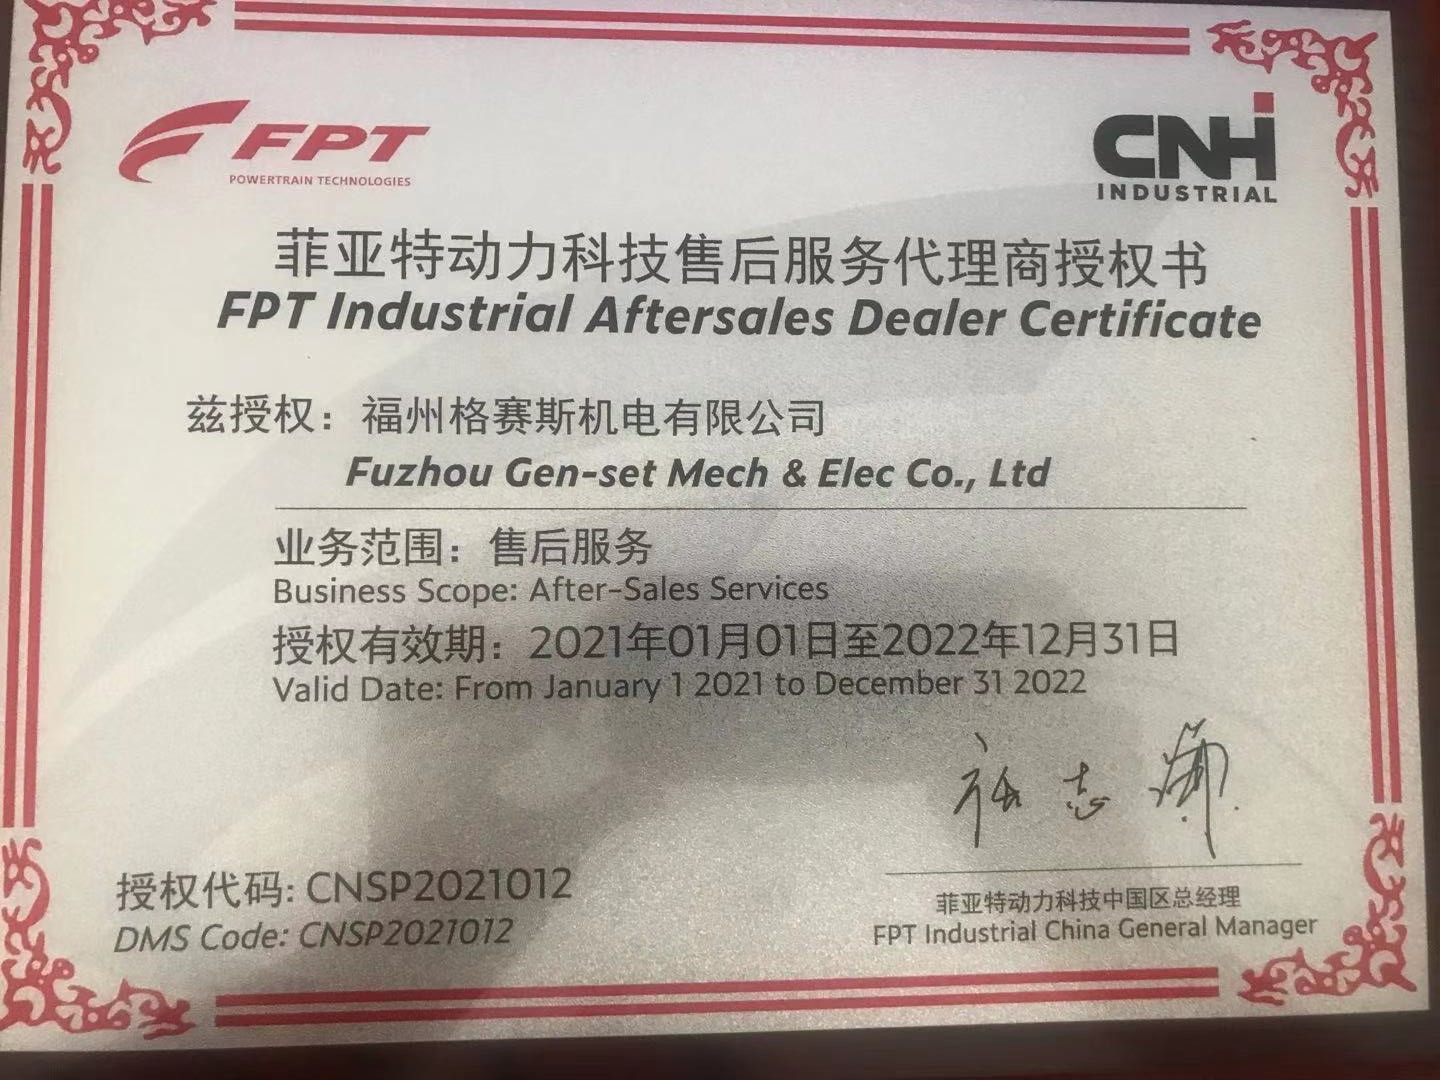 FPT
POWERTRAIN TECHNOLOGIES
CNH
INDUSTRIAL
菲亚特动力科技售后服务代理商授权书
FPT Industrial Aftersales Dealer Certificate
兹授权：福州格赛斯机电有限公司
Fuzhou Gen-set Mech & Elec Co., Ltd
业务范围：售后服务
Business Scope: After-Sales Services
授权有效期：2021年01月01日至2022年12月31日
Valid Date: From January 1 2021 to December 31 2022
授权代码: CNSP2021012
DMS Code: CNSP2021012
菲亚特动力科技中国区总经理
FPT Industrial China General Manager